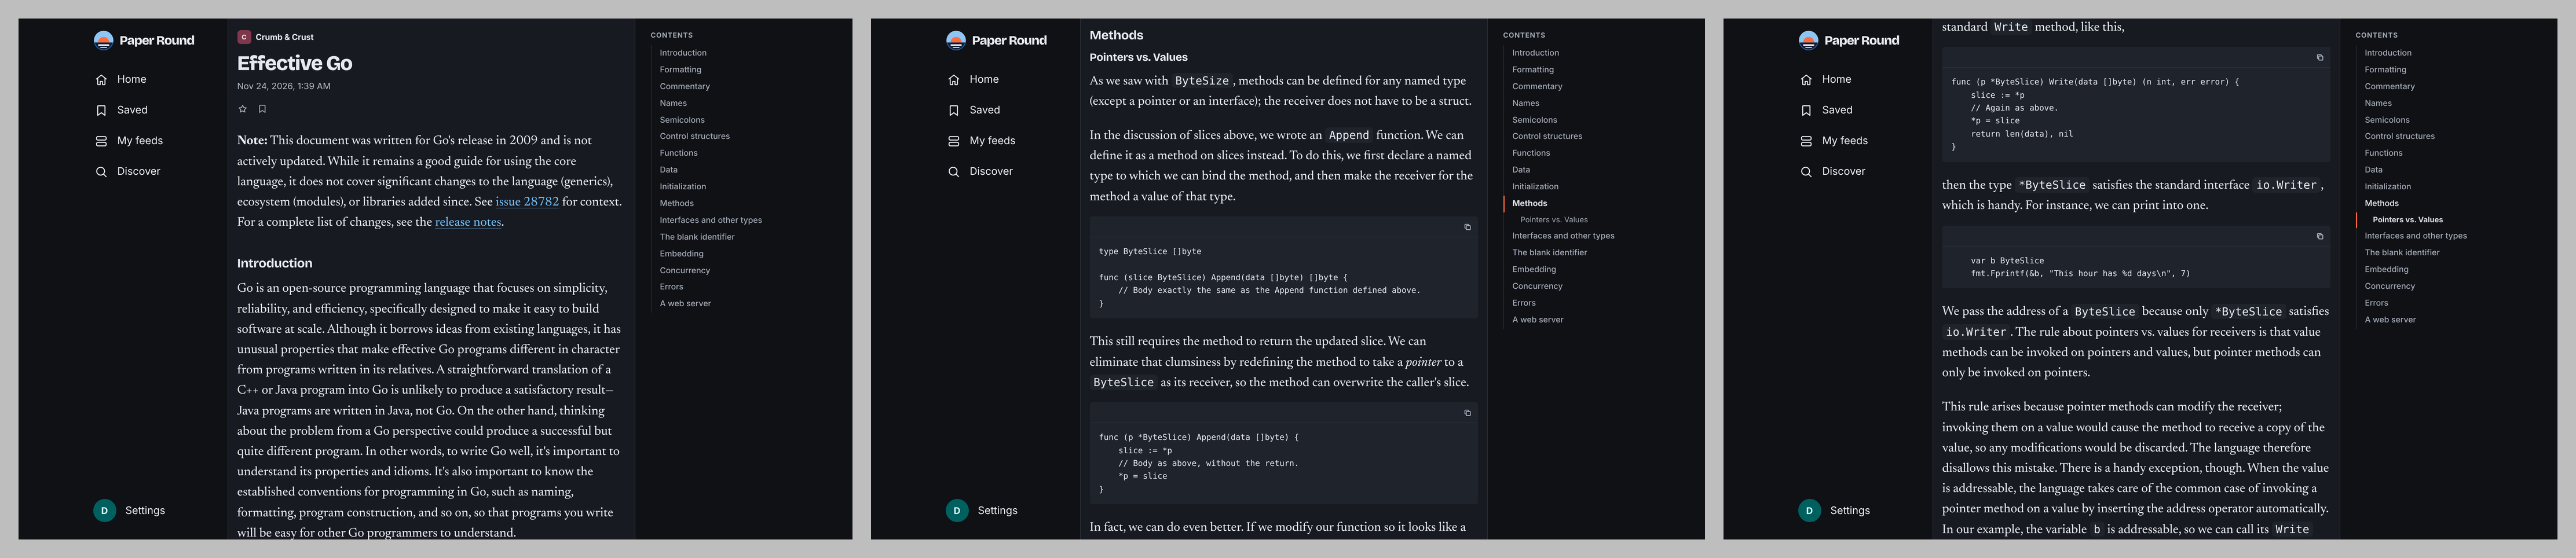 Paper Round
Home
Saved
My feeds
Discover
D Settings
C Crumb & Crust
Effective Go
Nov 24, 2026, 1:39 AM
Note: This document was written for Go's release in 2009 and is not
actively updated. While it remains a good guide for using the core
language, it does not cover significant changes to the language (generics),
ecosystem (modules), or libraries added since. See issue 28782 for context.
For a complete list of changes, see the release notes.
Introduction
Go is an open-source programming language that focuses on simplicity,
reliability, and efficiency, specifically designed to make it easy to build
software at scale. Although it borrows ideas from existing languages, it has
unusual properties that make effective Go programs different in character
from programs written in its relatives. A straightforward translation of a
C++ or Java program into Go is unlikely to produce a satisfactory result—
Java programs are written in Java, not Go. On the other hand, thinking
about the problem from a Go perspective could produce a successful but
quite different program. In other words, to write Go well, it's important to
understand its properties and idioms. It's also important to know the
established conventions for programming in Go, such as naming,
formatting, program construction, and so on, so that programs you write
will be easy for other Go programmers to understand.
CONTENTS
Introduction
Formatting
Commentary
Names
Semicolons
Control structures
Functions
Data
Initialization
Methods
Interfaces and other types
The blank identifier
Embedding
Concurrency
Errors
A web server
Paper Round
Home
Saved
My feeds
Discover
D Settings
Methods
Pointers vs. Values
As we saw with ByteSize, methods can be defined for any named type
(except a pointer or an interface); the receiver does not have to be a struct.
In the discussion of slices above, we wrote an Append function. We can
define it as a method on slices instead. To do this, we first declare a named
type to which we can bind the method, and then make the receiver for the
method a value of that type.
type ByteSlice []byte
func (slice ByteSlice) Append(data []byte) []byte {
    // Body exactly the same as the Append function defined above.
}
This still requires the method to return the updated slice. We can
eliminate that clumsiness by redefining the method to take a pointer to a
ByteSlice as its receiver, so the method can overwrite the caller's slice.
func (p *ByteSlice) Append(data []byte) {
    slice := *p
    // Body as above, without the return.
    *p = slice
}
In fact, we can do even better. If we modify our function so it looks like a
CONTENTS
Introduction
Formatting
Commentary
Names
Semicolons
Control structures
Functions
Data
Initialization
Methods
Pointers vs. Values
Interfaces and other types
The blank identifier
Embedding
Concurrency
Errors
A web server
Paper Round
Home
Saved
My feeds
Discover
D Settings
standard Write method, like this,
func (p *ByteSlice) Write(data []byte) (n int, err error) {
    slice := *p
    // Again as above.
    *p = slice
    return len(data), nil
}
then the type *ByteSlice satisfies the standard interface io.Writer,
which is handy. For instance, we can print into one.
    var b ByteSlice
    fmt.Fprintf(&b, "This hour has %d days\n", 7)
We pass the address of a ByteSlice because only *ByteSlice satisfies
io.Writer. The rule about pointers vs. values for receivers is that value
methods can be invoked on pointers and values, but pointer methods can
only be invoked on pointers.
This rule arises because pointer methods can modify the receiver;
invoking them on a value would cause the method to receive a copy of the
value, so any modifications would be discarded. The language therefore
disallows this mistake. There is a handy exception, though. When the value
is addressable, the language takes care of the common case of invoking a
pointer method on a value by inserting the address operator automatically.
In our example, the variable b is addressable, so we can call its Write
CONTENTS
Introduction
Formatting
Commentary
Names
Semicolons
Control structures
Functions
Data
Initialization
Methods
Pointers vs. Values
Interfaces and other types
The blank identifier
Embedding
Concurrency
Errors
A web server